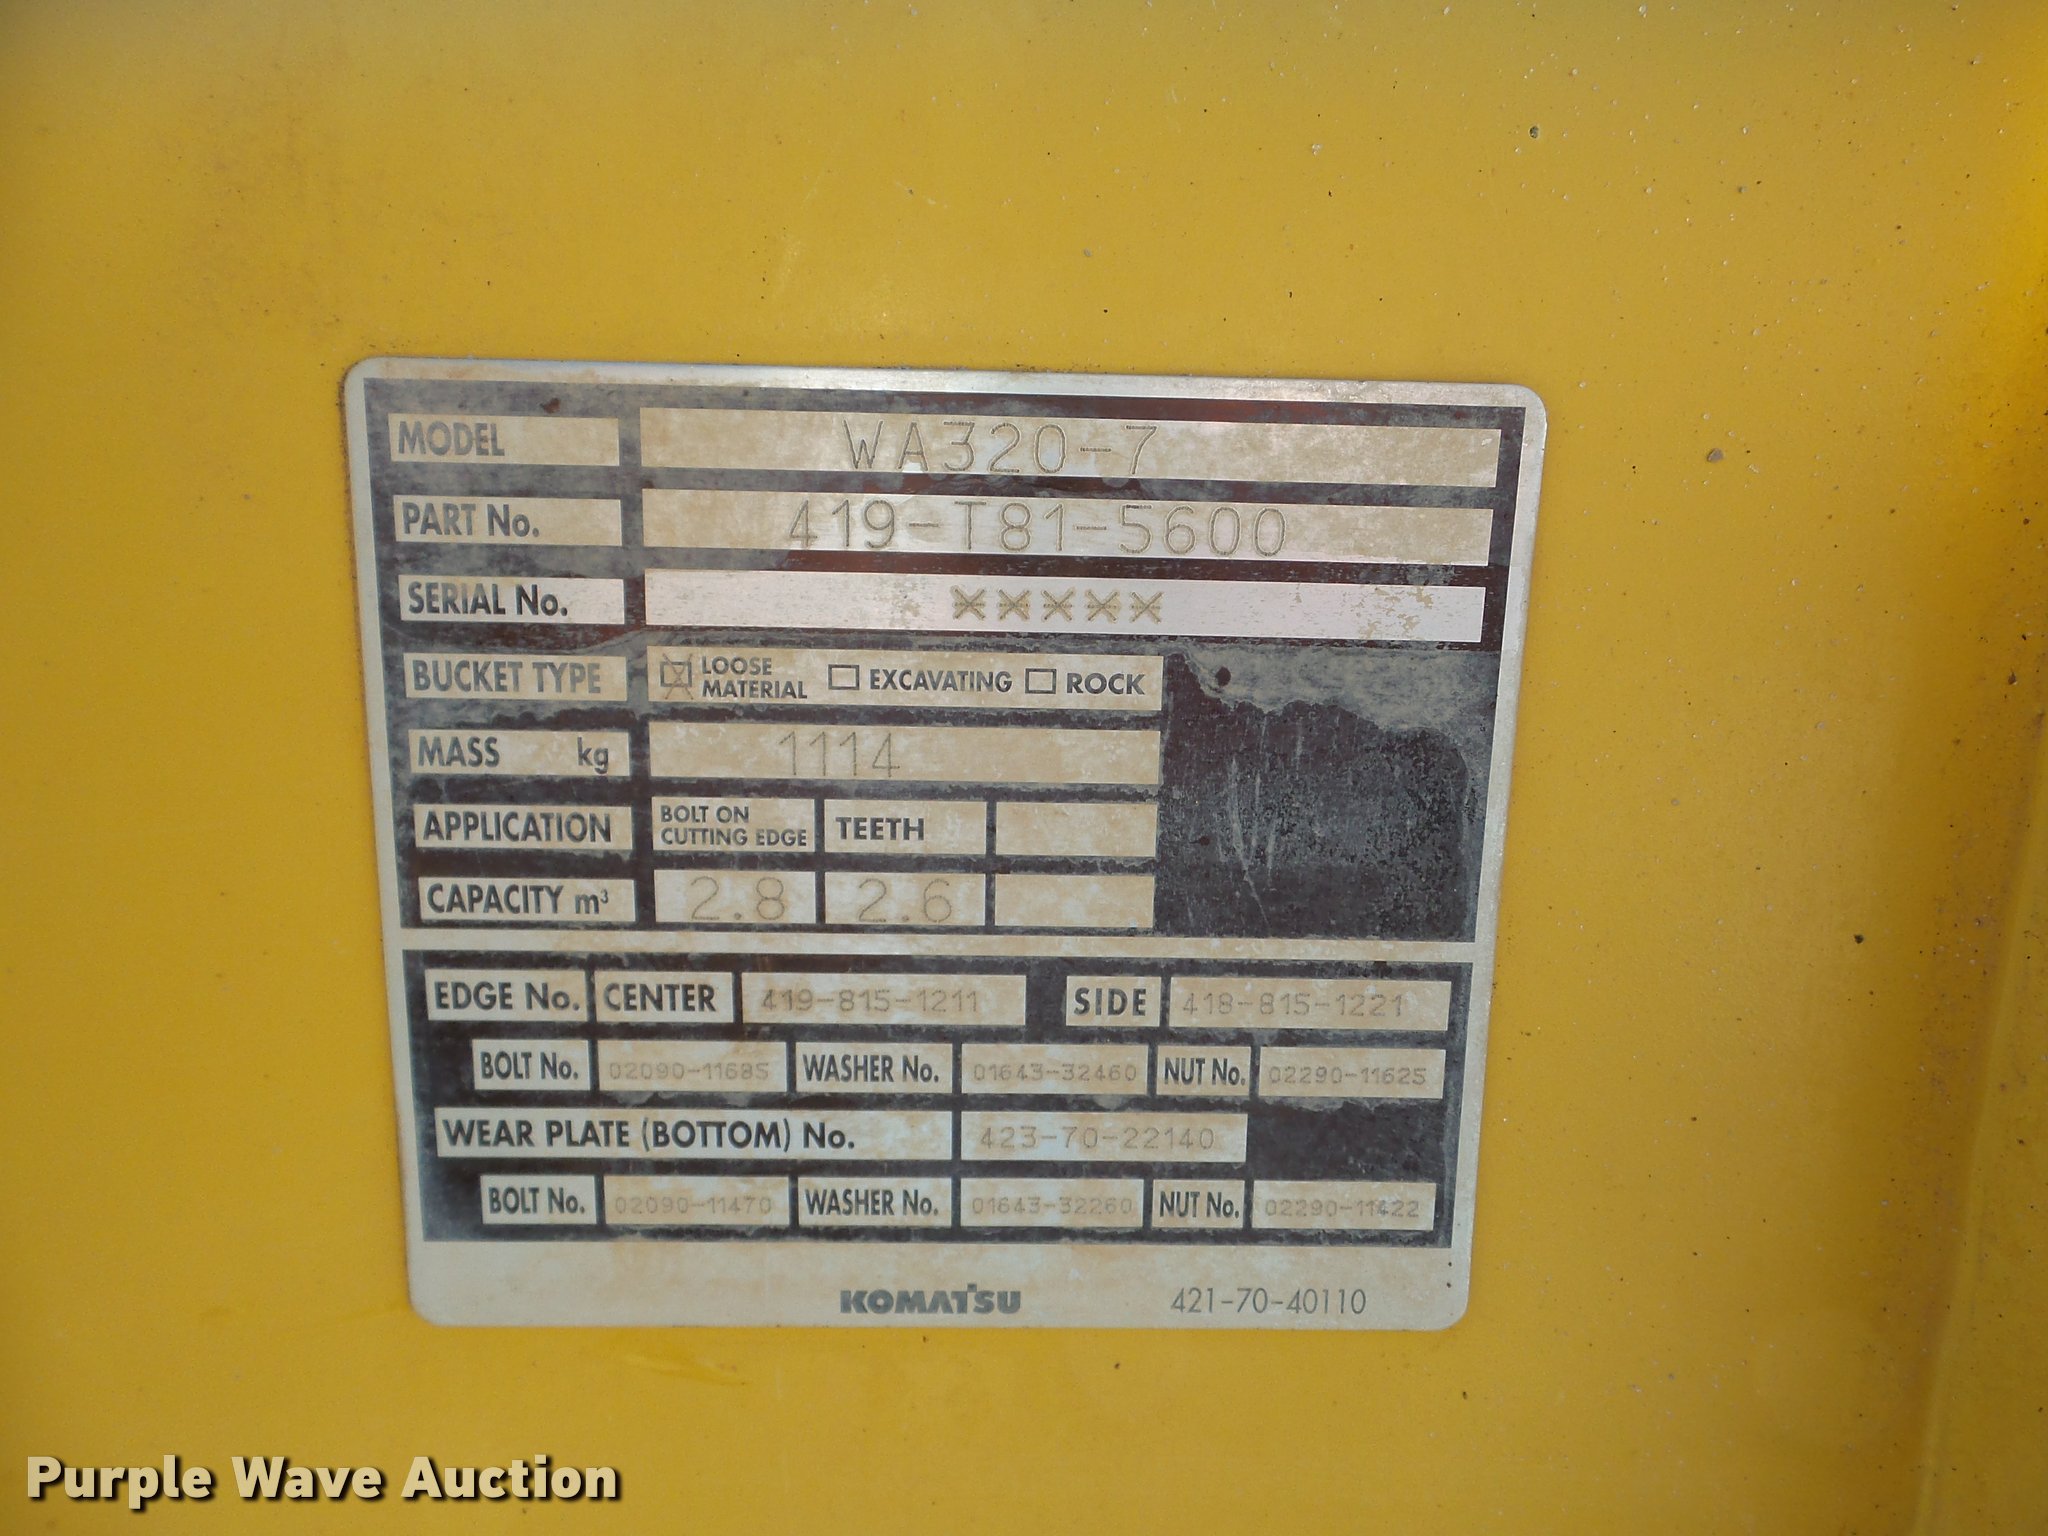 MODEL WA320-7
PART No. 419-T81-5600
SERIAL No. ×××××
BUCKET TYPE ☒ LOOSE MATERIAL ☐ EXCAVATING ☐ ROCK
MASS kg 1114
APPLICATION BOLT ON CUTTING EDGE TEETH
CAPACITY m³ 2.8 2.6
EDGE No. CENTER 419-815-1211 SIDE 418-815-1221
BOLT No. 02090-11685 WASHER No. 01643-32460 NUT No. 02290-11625
WEAR PLATE (BOTTOM) No. 423-70-22140
BOLT No. 02090-11470 WASHER No. 01643-32260 NUT No. 02290-11422
KOMATSU 421-70-40110
Purple Wave Auction